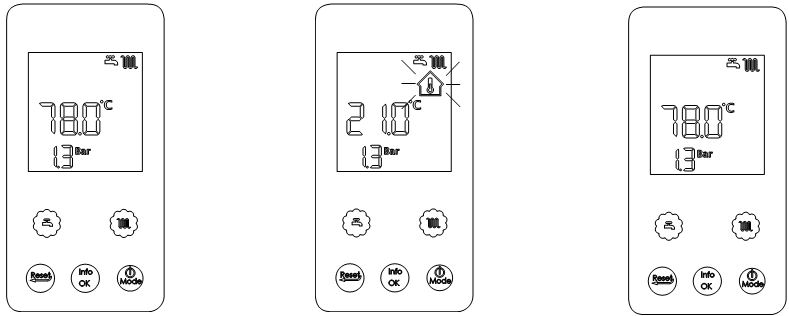 78.0°C
1.3 Bar
Reset
Info
OK
Mode
21.0°C
1.3 Bar
Reset
Info
OK
Mode
78.0°C
1.3 Bar
Reset
Info
OK
Mode